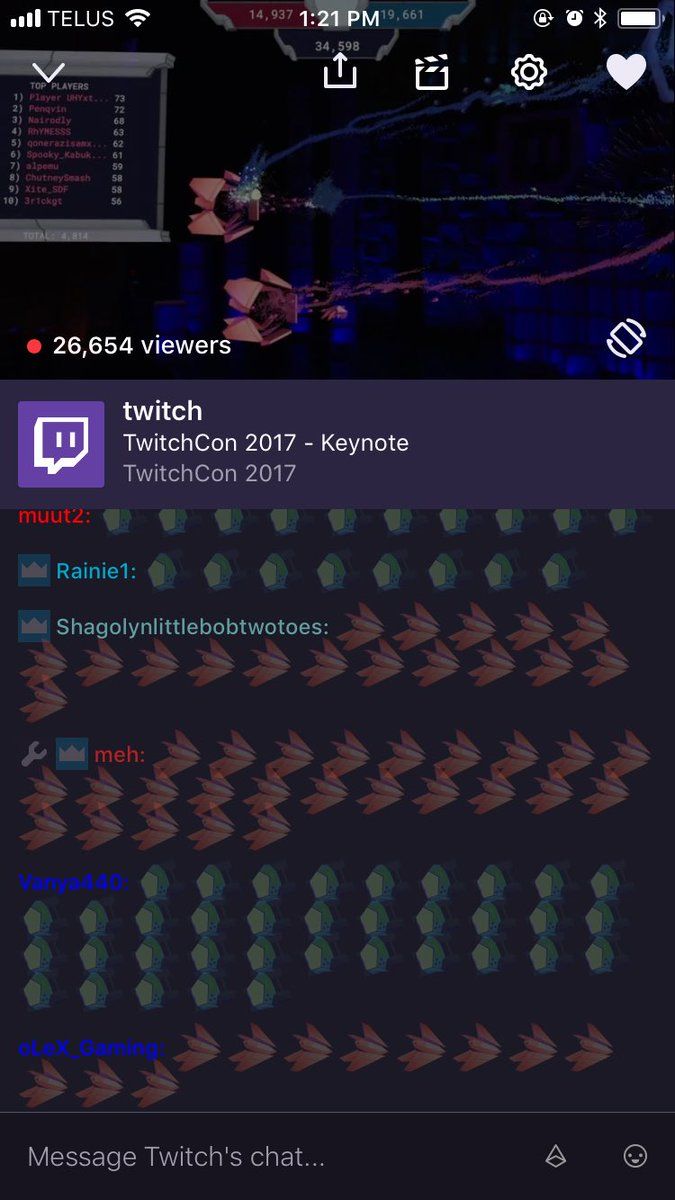 TELUS 1:21 PM
14,937 19,661
34,598
TOP PLAYERS
1) Player UHYxt... 73
2) Penqvin 72
3) Nairodly 68
4) RhYMESSS 63
5) qonerazisemx... 62
6) Spooky_Kabuk... 61
7) alpemu 59
8) ChutneySmash 58
9) Xite_SDF 58
10) 3r1ckgt 56
TOTAL: 4,814
26,654 viewers
twitch
TwitchCon 2017 - Keynote
TwitchCon 2017
muut2:
Rainie1:
Shagolynlittlebobtwotoes:
meh:
Vanya440:
oLeX_Gaming:
Message Twitch's chat...